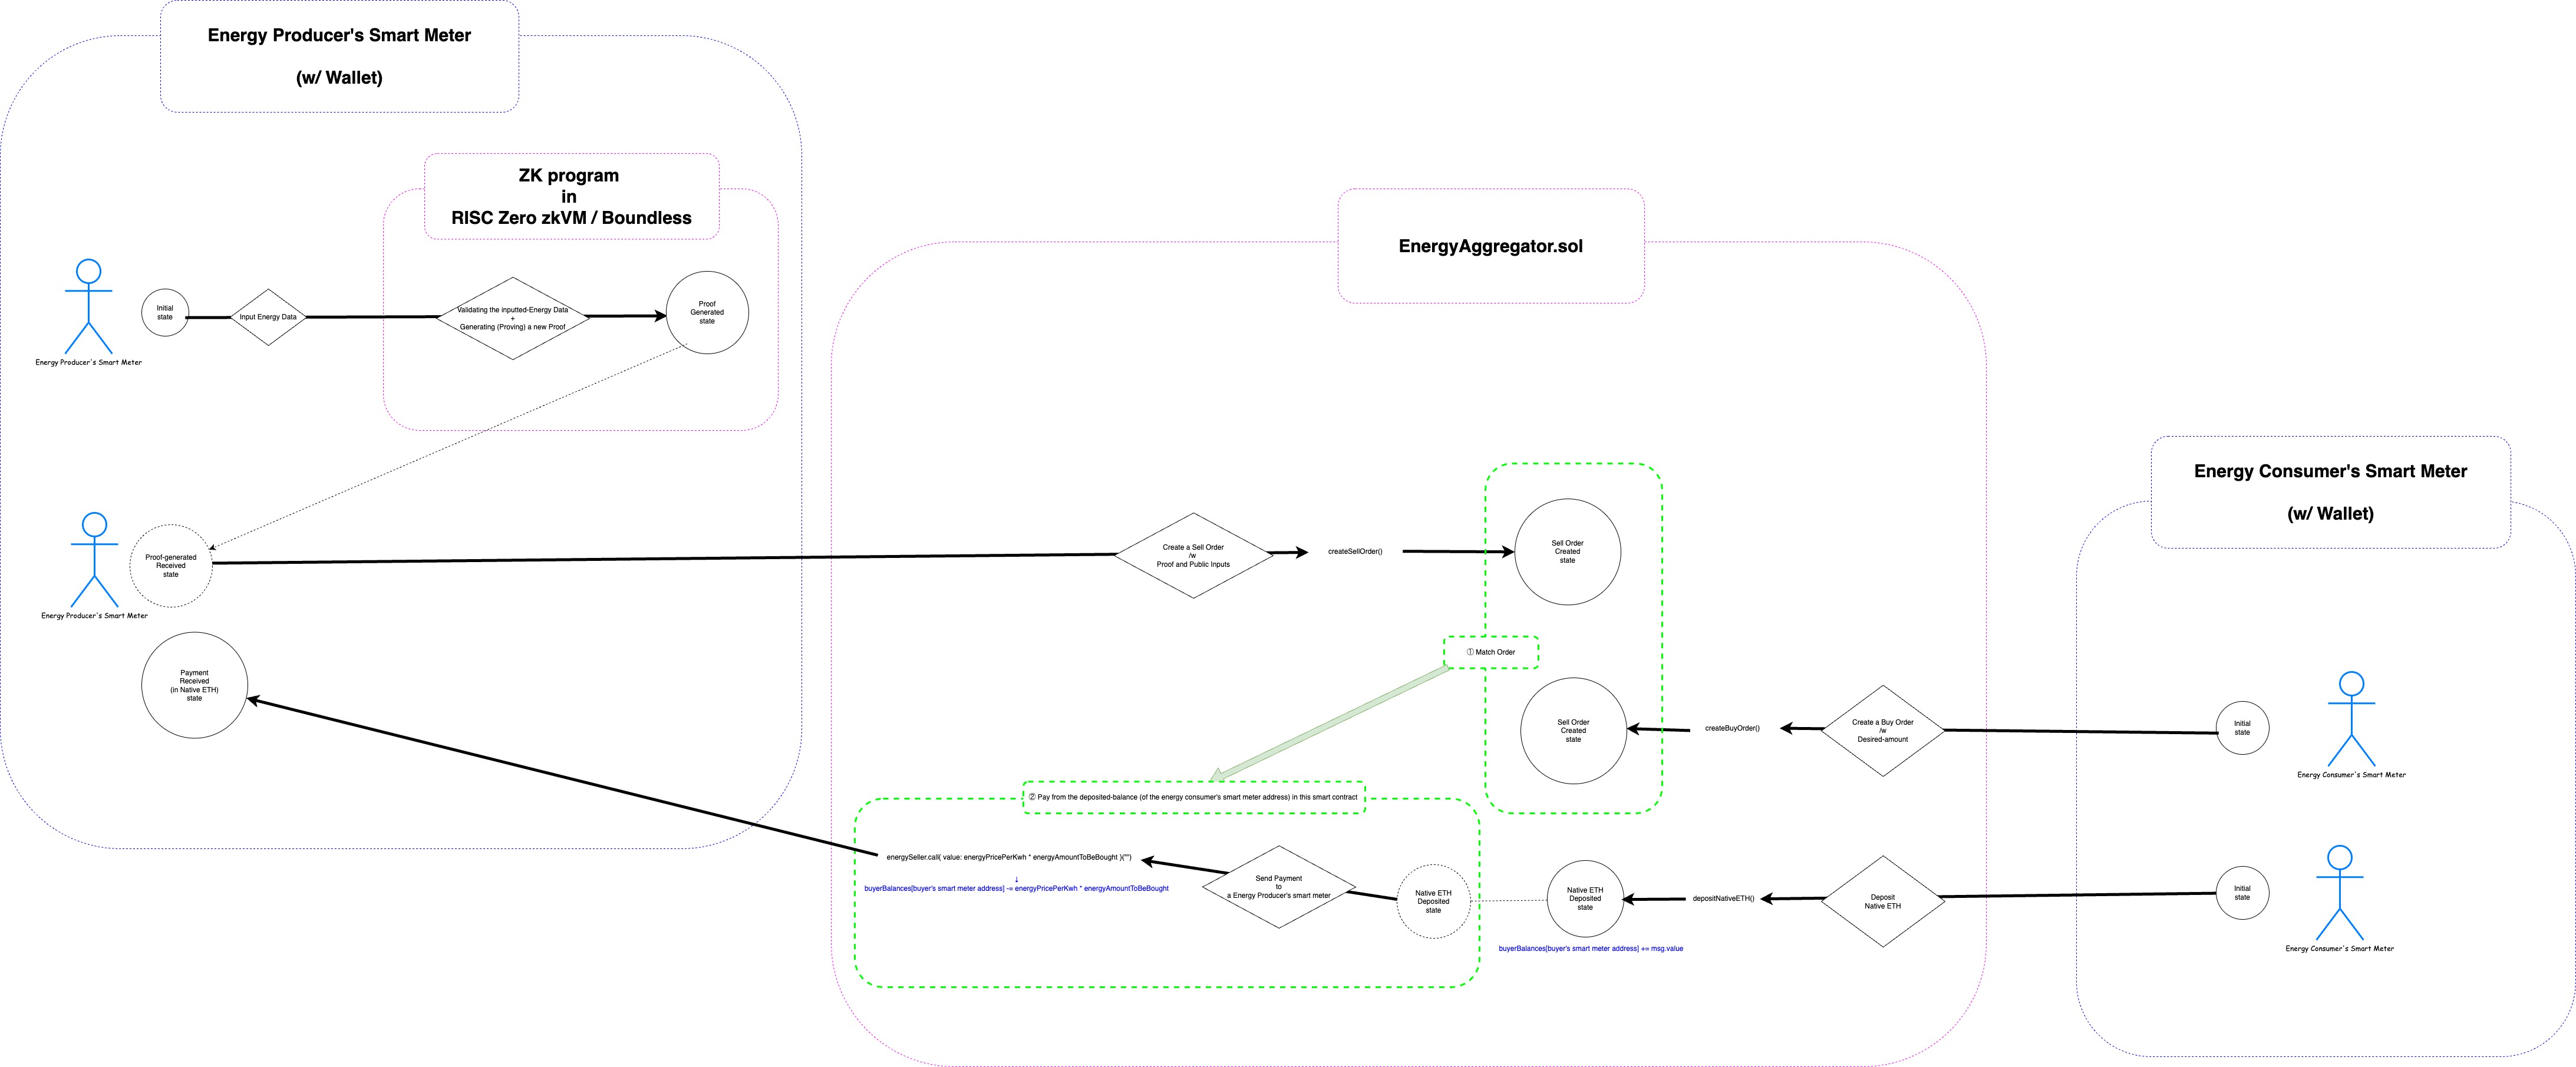 Energy Producer's Smart Meter
(w/ Wallet)
ZK program
in
RISC Zero zkVM / Boundless
EnergyAggregator.sol
Energy Consumer's Smart Meter
(w/ Wallet)
Initial
state
Input Energy Data
Validating the inputted-Energy Data
+
Generating (Proving) a new Proof
Proof
Generated
state
Energy Producer's Smart Meter
Proof-generated
Received
state
Energy Producer's Smart Meter
Create a Sell Order
/w
Proof and Public Inputs
createSellOrder()
Sell Order
Created
state
① Match Order
Payment
Received
(in Native ETH)
state
Sell Order
Created
state
createBuyOrder()
Create a Buy Order
/w
Desired-amount
Initial
state
Energy Consumer's Smart Meter
② Pay from the deposited-balance (of the energy consumer's smart meter address) in this smart contract
energySeller.call{ value: energyPricePerKwh * energyAmountToBeBought }("")
↓
buyerBalances[buyer's smart meter address] -= energyPricePerKwh * energyAmountToBeBought
Send Payment
to
a Energy Producer's smart meter
Native ETH
Deposited
state
Native ETH
Deposited
state
buyerBalances[buyer's smart meter address] += msg.value
depositNativeETH()
Deposit
Native ETH
Initial
state
Energy Consumer's Smart Meter